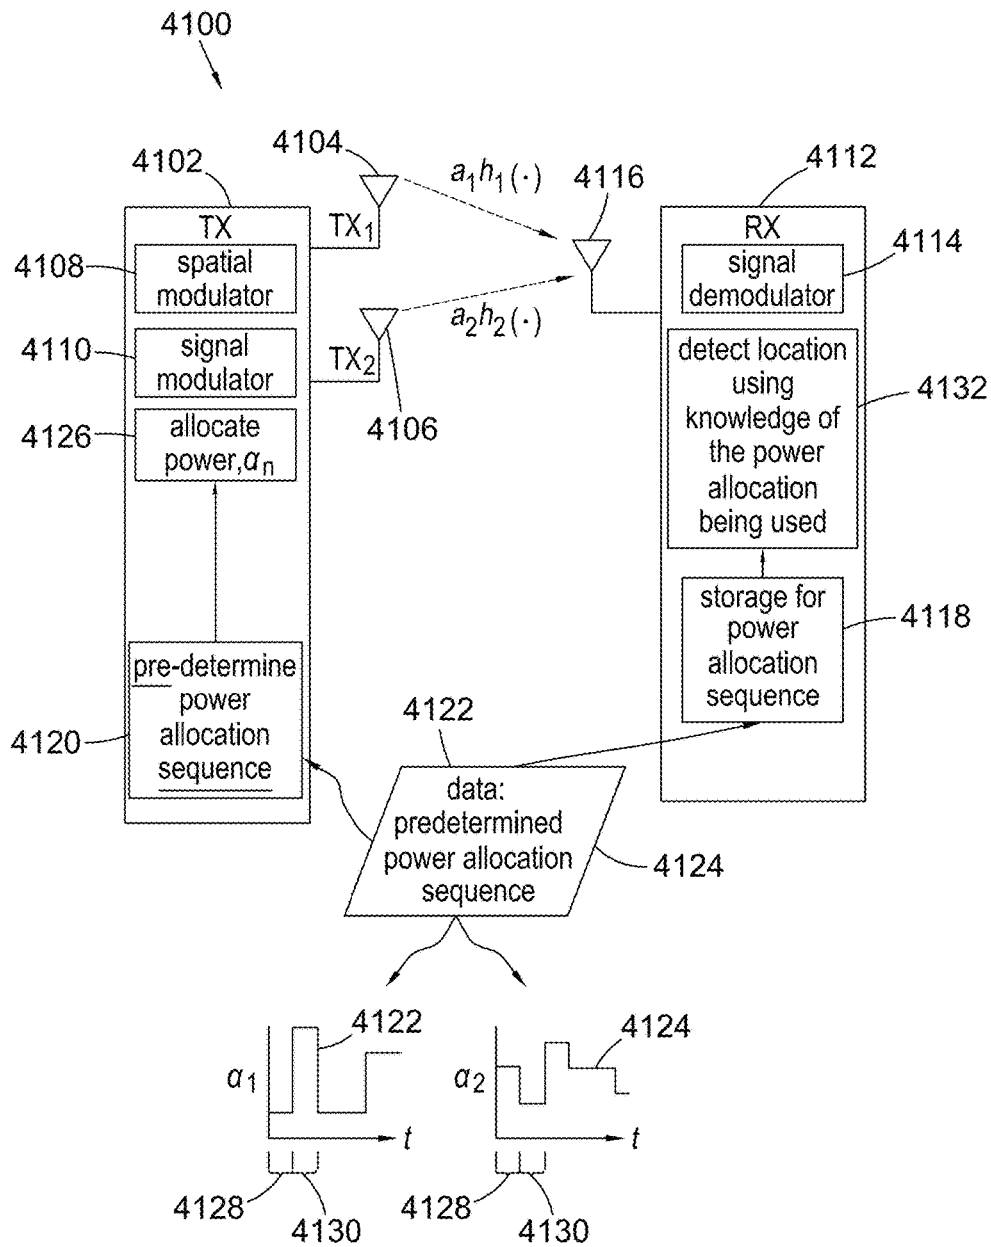 4100
4104
4102
a1h1(·)
4116
4112
TX
TX1
RX
4108
spatial
modulator
signal
demodulator
4114
4110
signal
modulator
TX2
a2h2(·)
4106
detect location
using
knowledge of
the power
allocation
being used
4132
4126
allocate
power,αn
storage for
power
allocation
sequence
4118
pre-determine
power
allocation
sequence
4120
4122
data:
predetermined
power allocation
sequence
4124
4122
α1
t
4128
4130
4124
α2
t
4128
4130